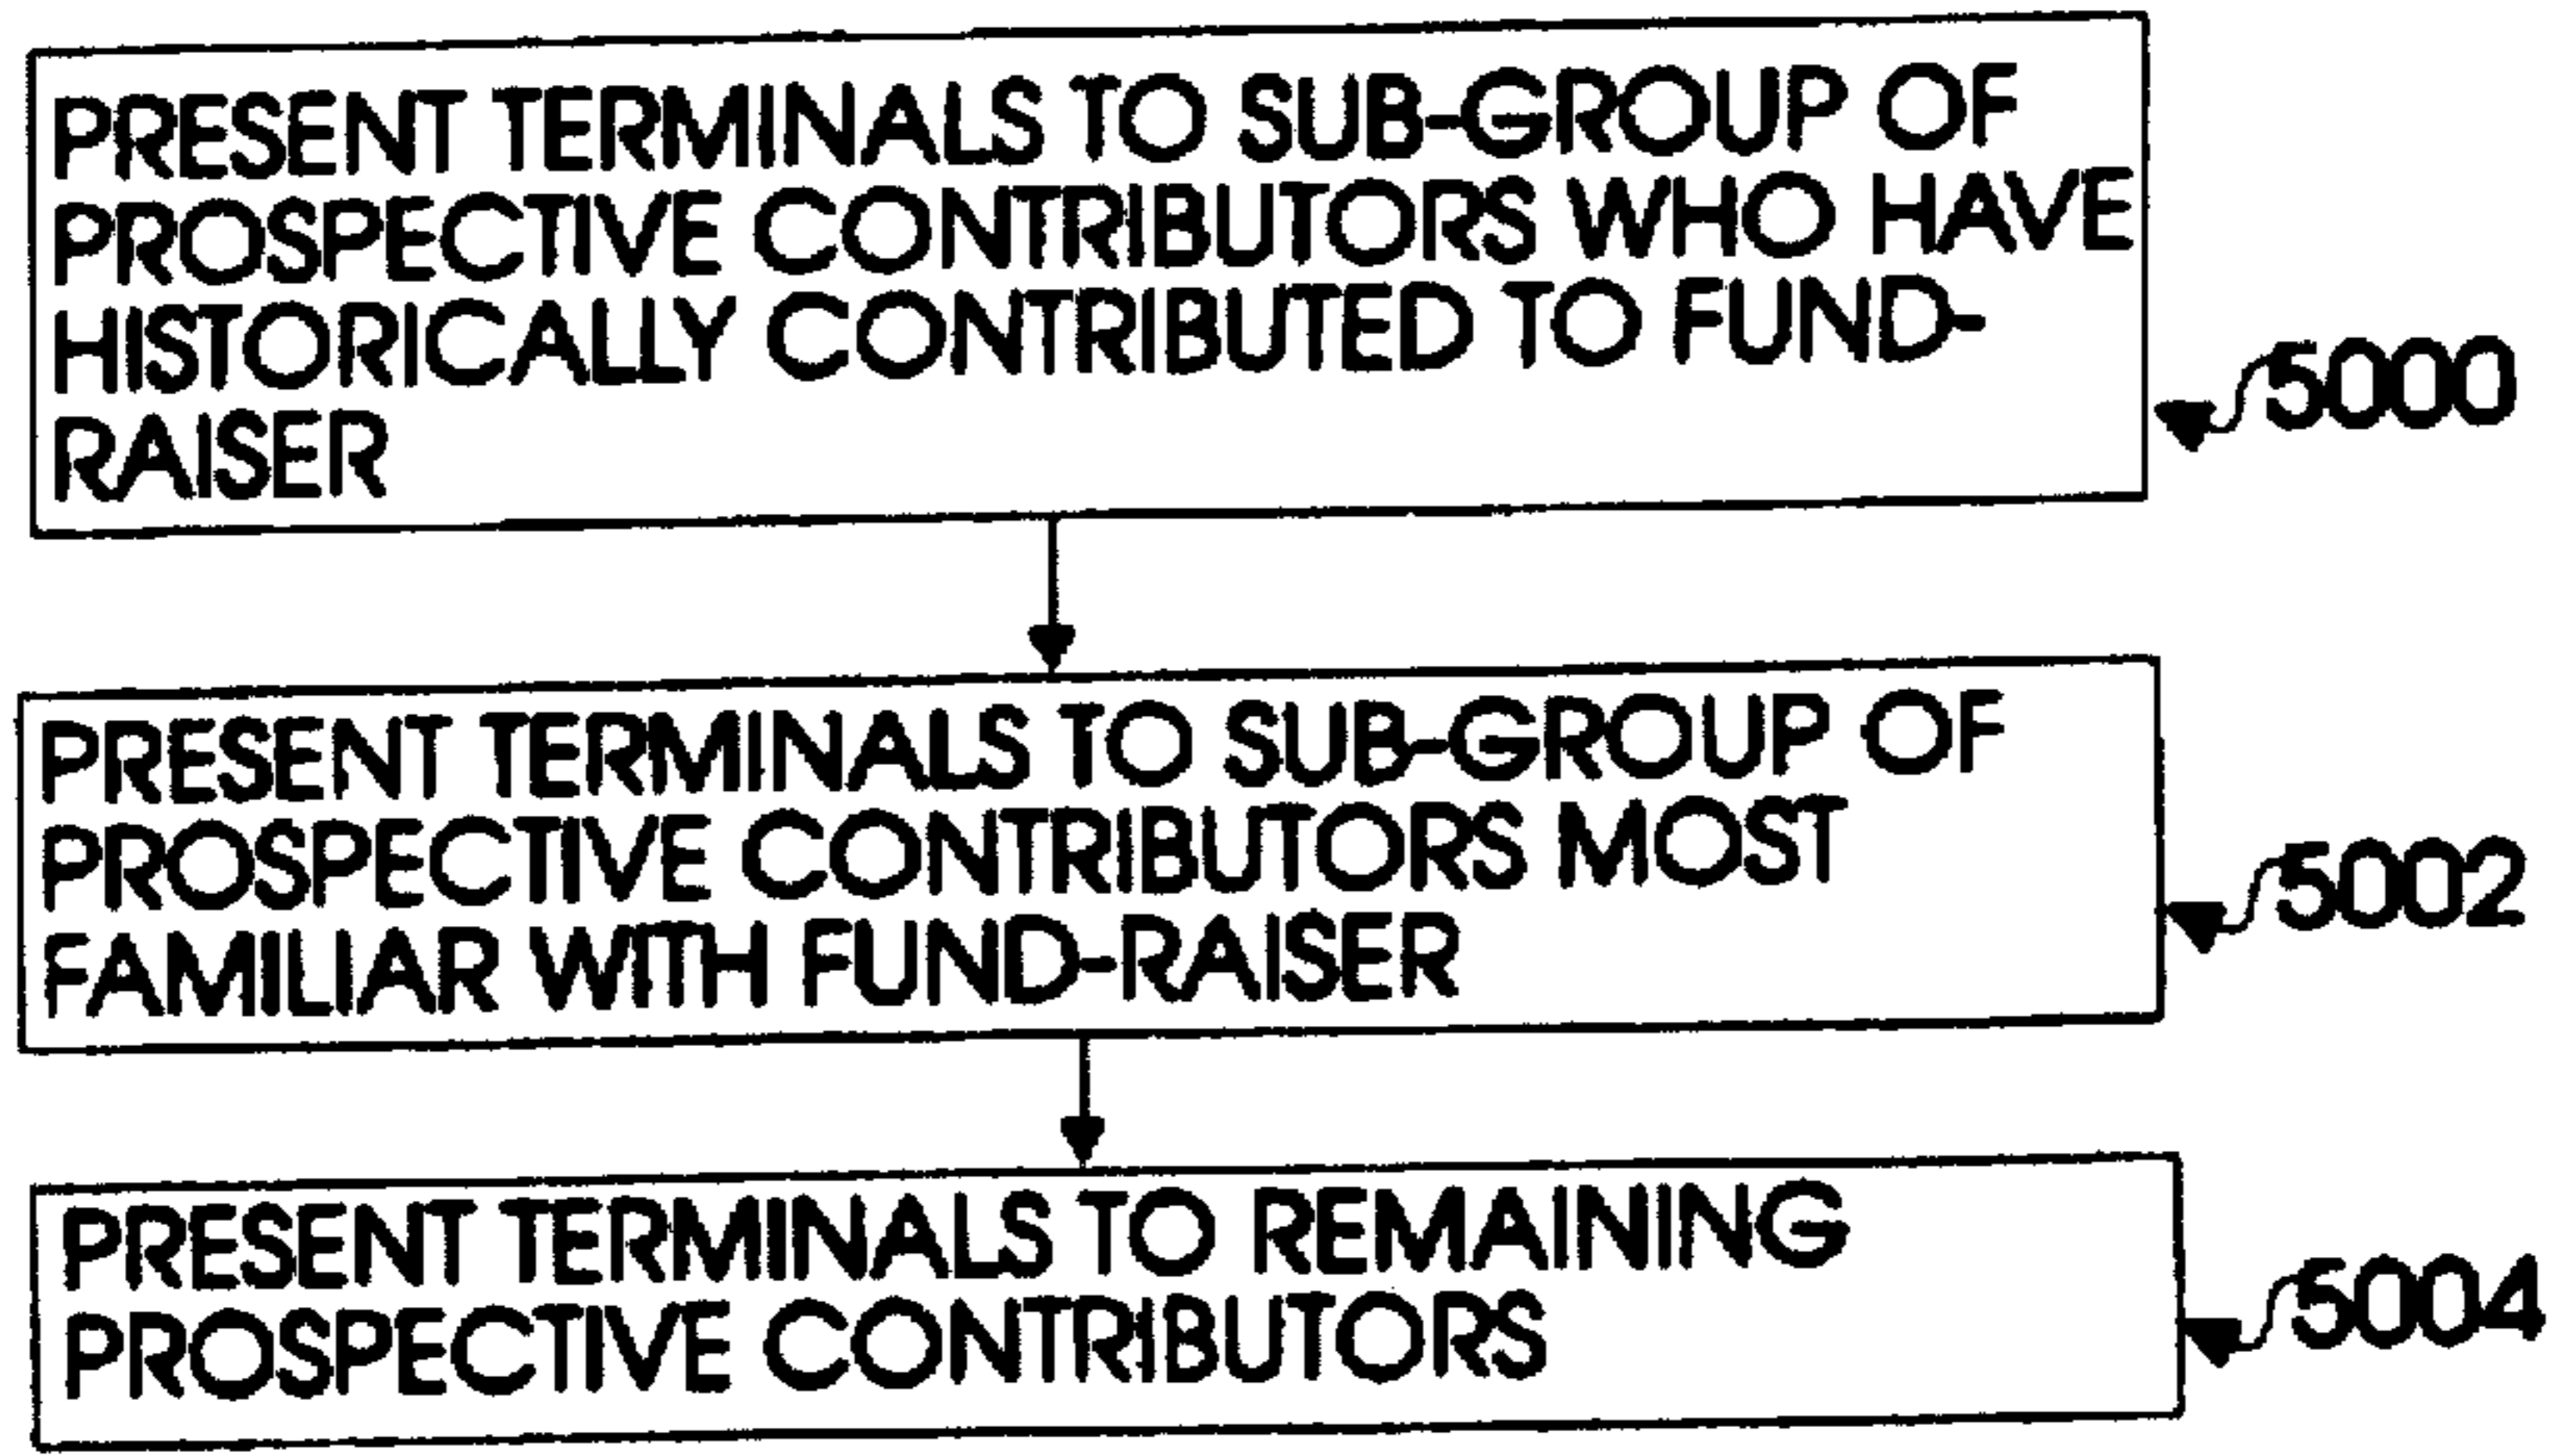 PRESENT TERMINALS TO SUB-GROUP OF
PROSPECTIVE CONTRIBUTORS WHO HAVE
HISTORICALLY CONTRIBUTED TO FUND-
RAISER
5000
PRESENT TERMINALS TO SUB-GROUP OF
PROSPECTIVE CONTRIBUTORS MOST
FAMILIAR WITH FUND-RAISER
5002
PRESENT TERMINALS TO REMAINING
PROSPECTIVE CONTRIBUTORS
5004